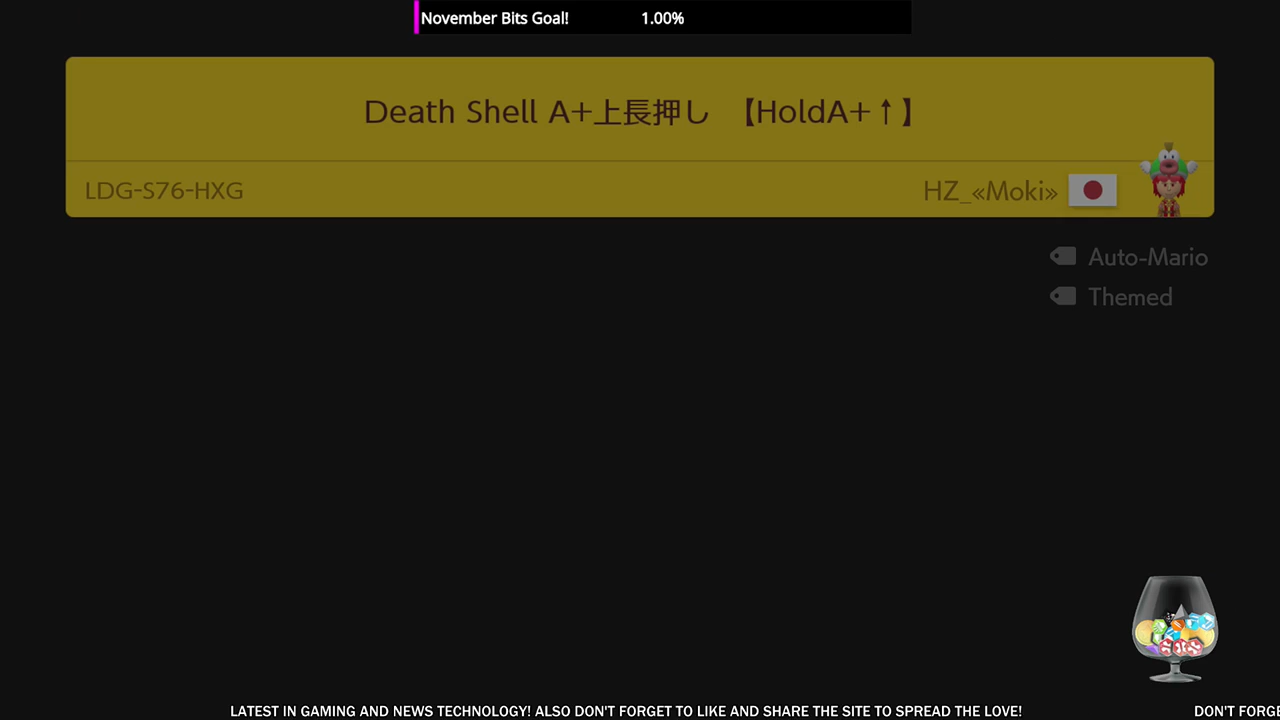 November Bits Goal! 1.00%
Death Shell A+上長押し 【HoldA+↑】
LDG-S76-HXG
HZ_«Moki»
Auto-Mario
Themed
LATEST IN GAMING AND NEWS TECHNOLOGY! ALSO DON'T FORGET TO LIKE AND SHARE THE SITE TO SPREAD THE LOVE! DON'T FORGE